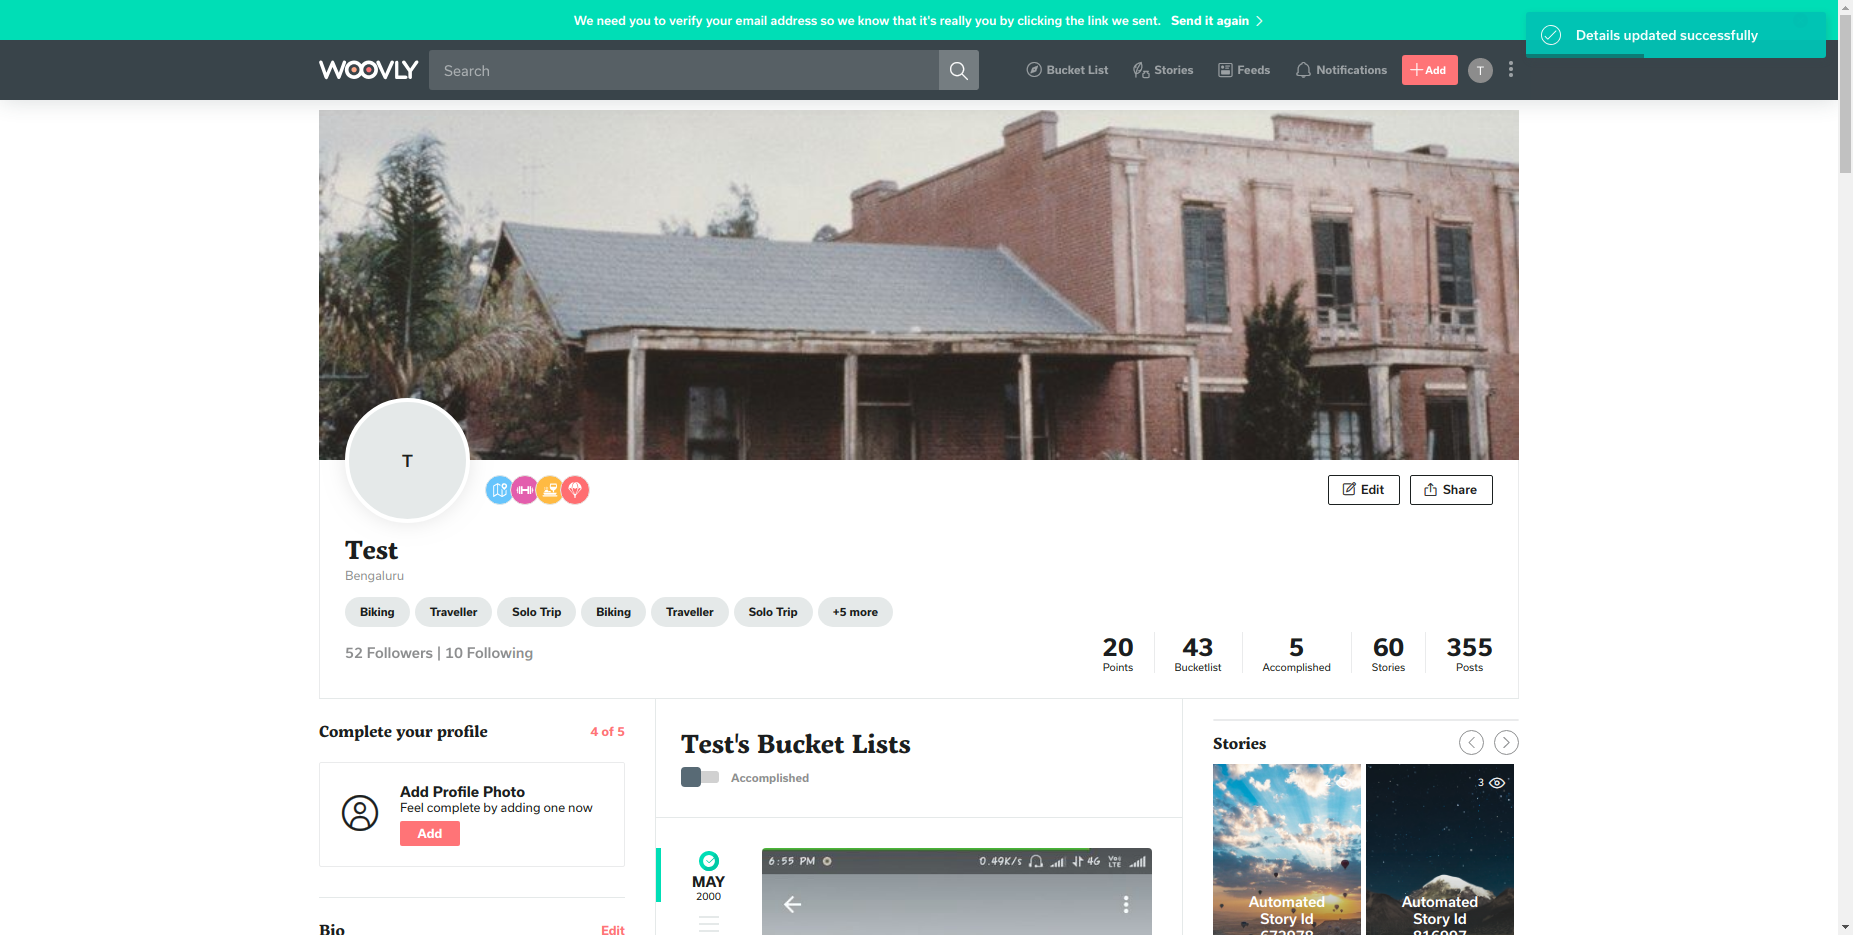 We need you to verify your email address so we know that it's really you by clicking the link we sent. Send it again
Details updated successfully
WOOVLY
Search
Bucket List
Stories
Feeds
Notifications
Add
T
T
Edit
Share
Test
Bengaluru
Biking
Traveller
Solo Trip
Biking
Traveller
Solo Trip
+5 more
52 Followers | 10 Following
20
Points
43
Bucketlist
5
Accomplished
60
Stories
355
Posts
Complete your profile
4 of 5
Add Profile Photo
Feel complete by adding one now
Add
Bio
Edit
Test's Bucket Lists
Accomplished
MAY
2000
6:55 PM
0.49K/s
4G
Vo)
LTE
Stories
3
Automated
Story Id
Automated
Story Id